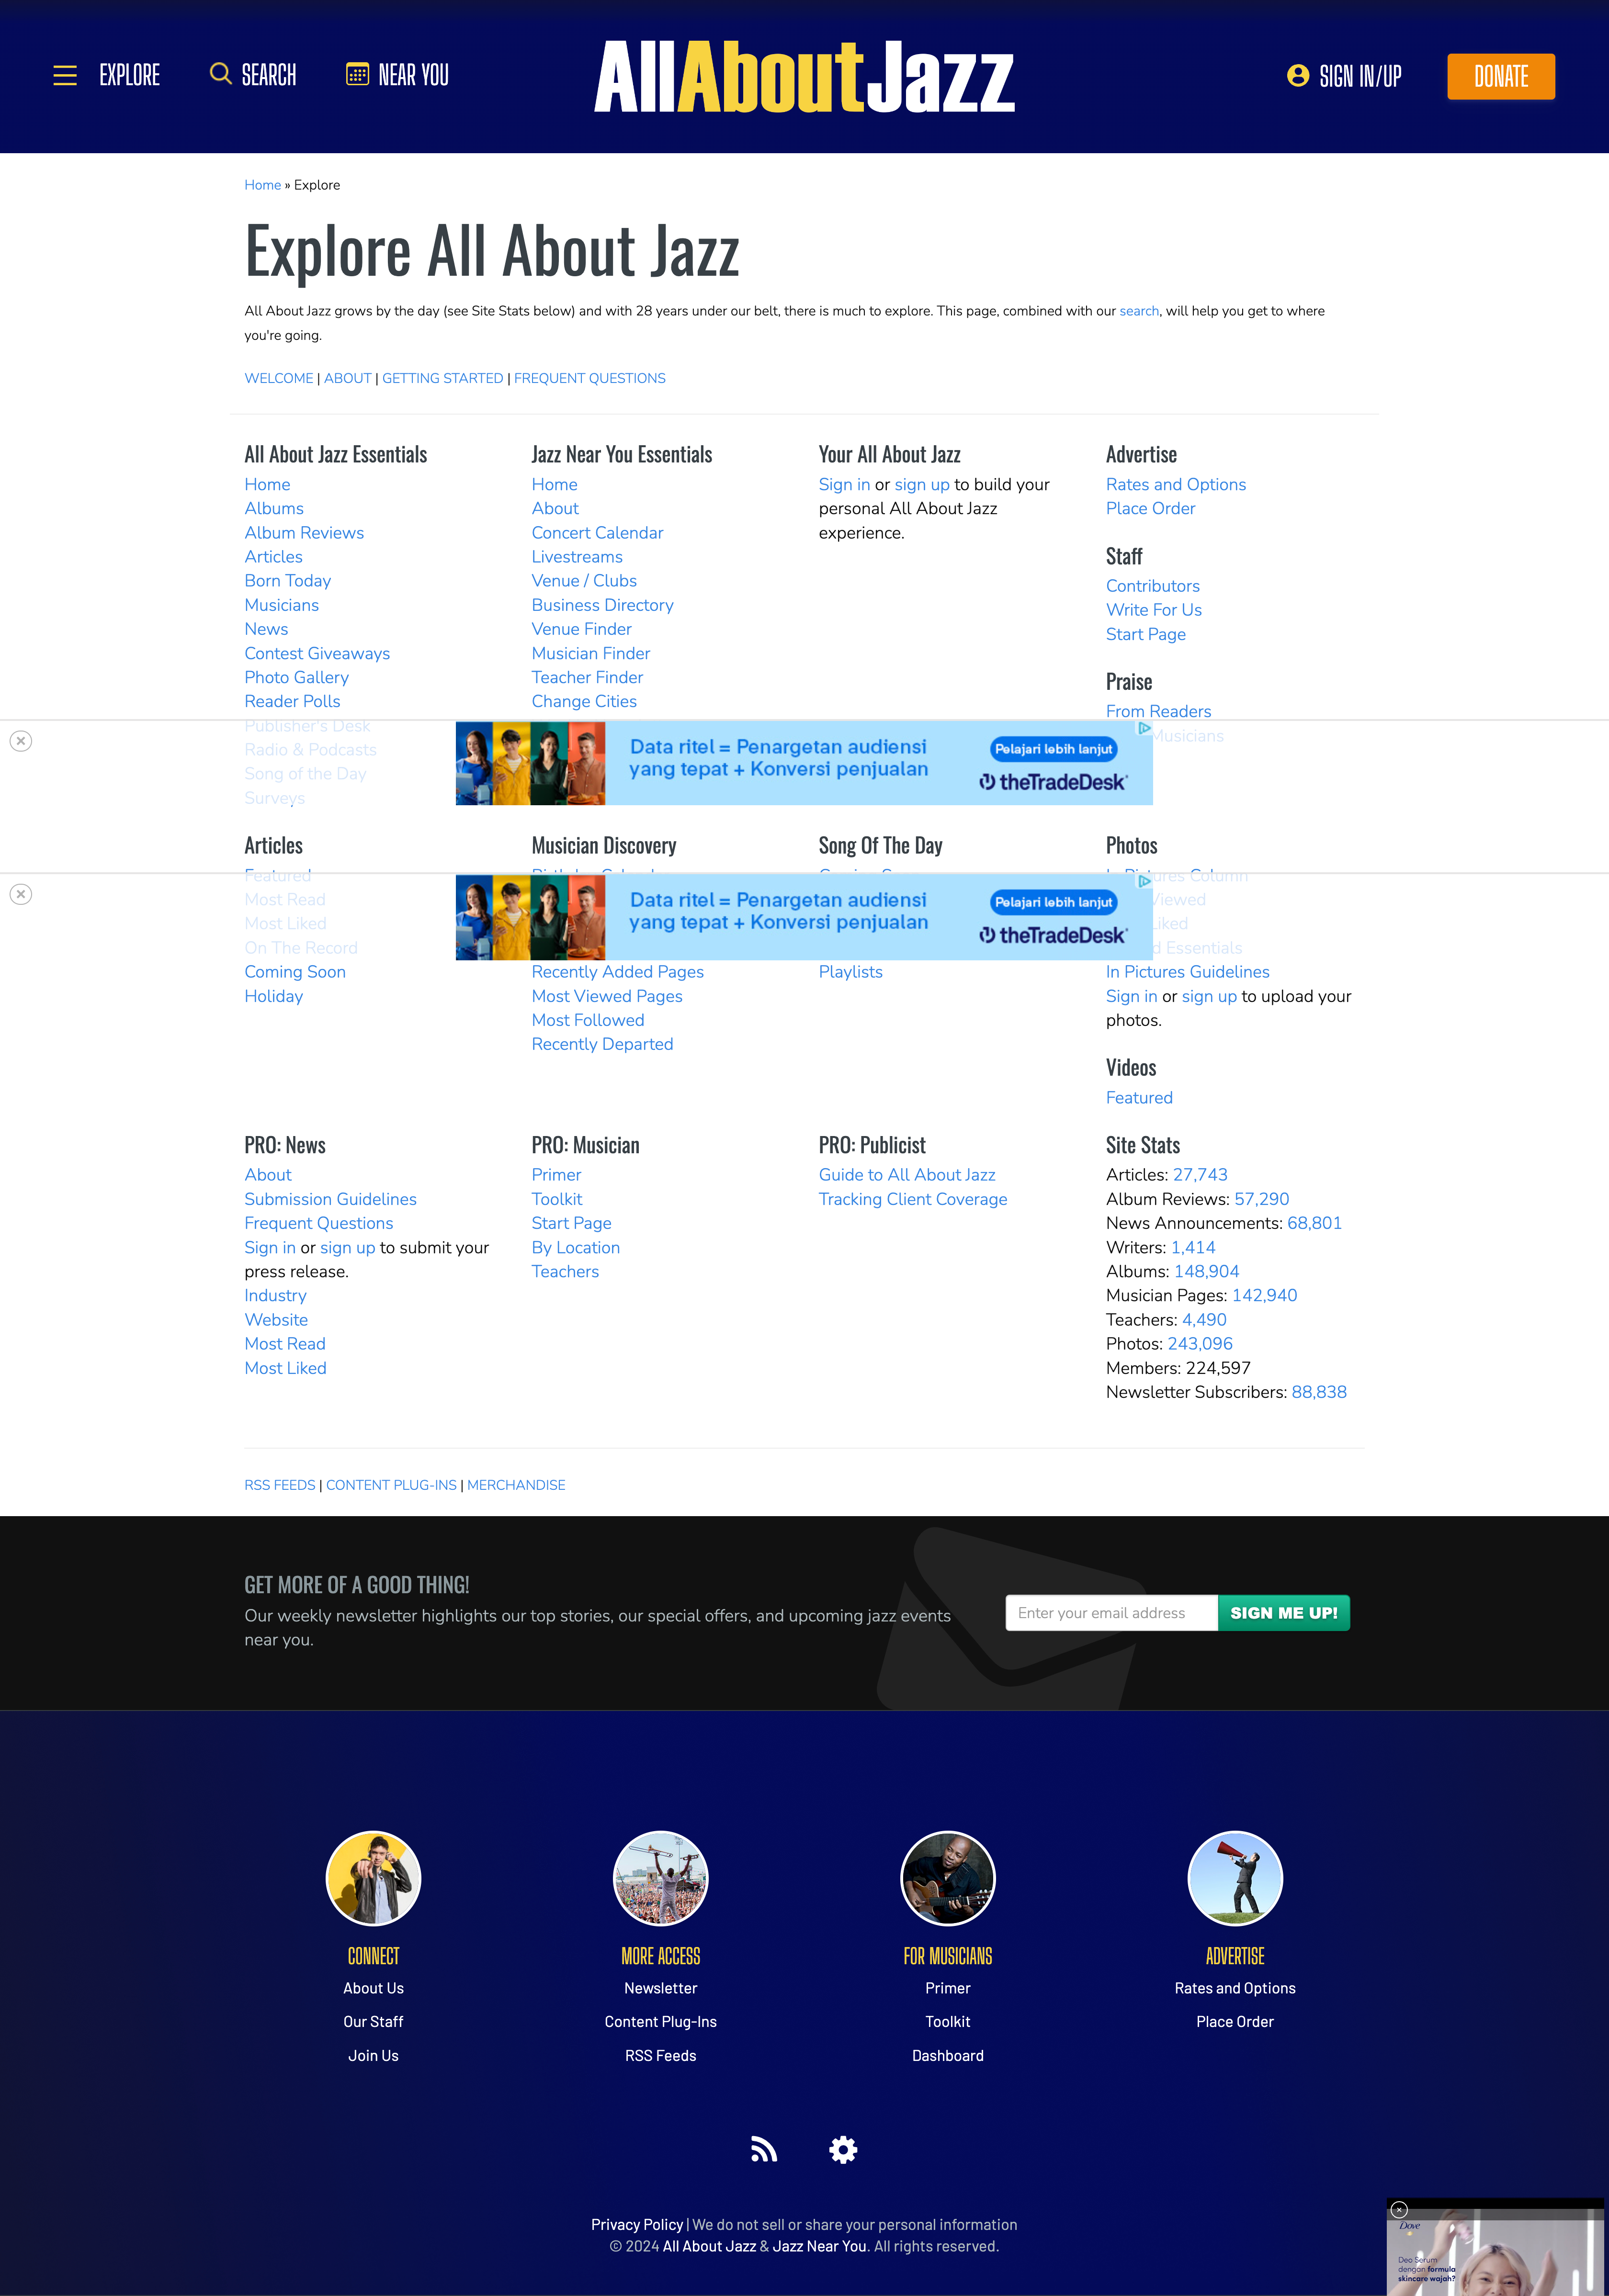 EXPLORE
SEARCH
NEAR YOU
AllAboutJazz
SIGN IN/UP
DONATE
Home » Explore
Explore All About Jazz
All About Jazz grows by the day (see Site Stats below) and with 28 years under our belt, there is much to explore. This page, combined with our search, will help you get to where
you're going.
WELCOME | ABOUT | GETTING STARTED | FREQUENT QUESTIONS
All About Jazz Essentials
Home
Albums
Album Reviews
Articles
Born Today
Musicians
News
Contest Giveaways
Photo Gallery
Reader Polls
Publisher's Desk
Radio & Podcasts
Song of the Day
Surveys
Jazz Near You Essentials
Home
About
Concert Calendar
Livestreams
Venue / Clubs
Business Directory
Venue Finder
Musician Finder
Teacher Finder
Change Cities
Your All About Jazz
Sign in or sign up to build your
personal All About Jazz
experience.
Advertise
Rates and Options
Place Order
Staff
Contributors
Write For Us
Start Page
Praise
From Readers
Musicians
Data ritel = Penargetan audiensi
yang tepat + Konversi penjualan
Pelajari lebih lanjut
theTradeDesk
Articles
Featured
Most Read
Most Liked
On The Record
Coming Soon
Holiday
Musician Discovery
Recently Added Pages
Most Viewed Pages
Most Followed
Recently Departed
Song Of The Day
Playlists
Photos
In Pictures Column
Viewed
Liked
Essentials
In Pictures Guidelines
Sign in or sign up to upload your
photos.
Videos
Featured
Data ritel = Penargetan audiensi
yang tepat + Konversi penjualan
Pelajari lebih lanjut
theTradeDesk
PRO: News
About
Submission Guidelines
Frequent Questions
Sign in or sign up to submit your
press release.
Industry
Website
Most Read
Most Liked
PRO: Musician
Primer
Toolkit
Start Page
By Location
Teachers
PRO: Publicist
Guide to All About Jazz
Tracking Client Coverage
Site Stats
Articles: 27,743
Album Reviews: 57,290
News Announcements: 68,801
Writers: 1,414
Albums: 148,904
Musician Pages: 142,940
Teachers: 4,490
Photos: 243,096
Members: 224,597
Newsletter Subscribers: 88,838
RSS FEEDS | CONTENT PLUG-INS | MERCHANDISE
GET MORE OF A GOOD THING!
Our weekly newsletter highlights our top stories, our special offers, and upcoming jazz events
near you.
Enter your email address
SIGN ME UP!
CONNECT
About Us
Our Staff
Join Us
MORE ACCESS
Newsletter
Content Plug-Ins
RSS Feeds
FOR MUSICIANS
Primer
Toolkit
Dashboard
ADVERTISE
Rates and Options
Place Order
Privacy Policy | We do not sell or share your personal information
© 2024 All About Jazz & Jazz Near You. All rights reserved.
Dove
Deo Serum
dengan formula
skincare wajah?